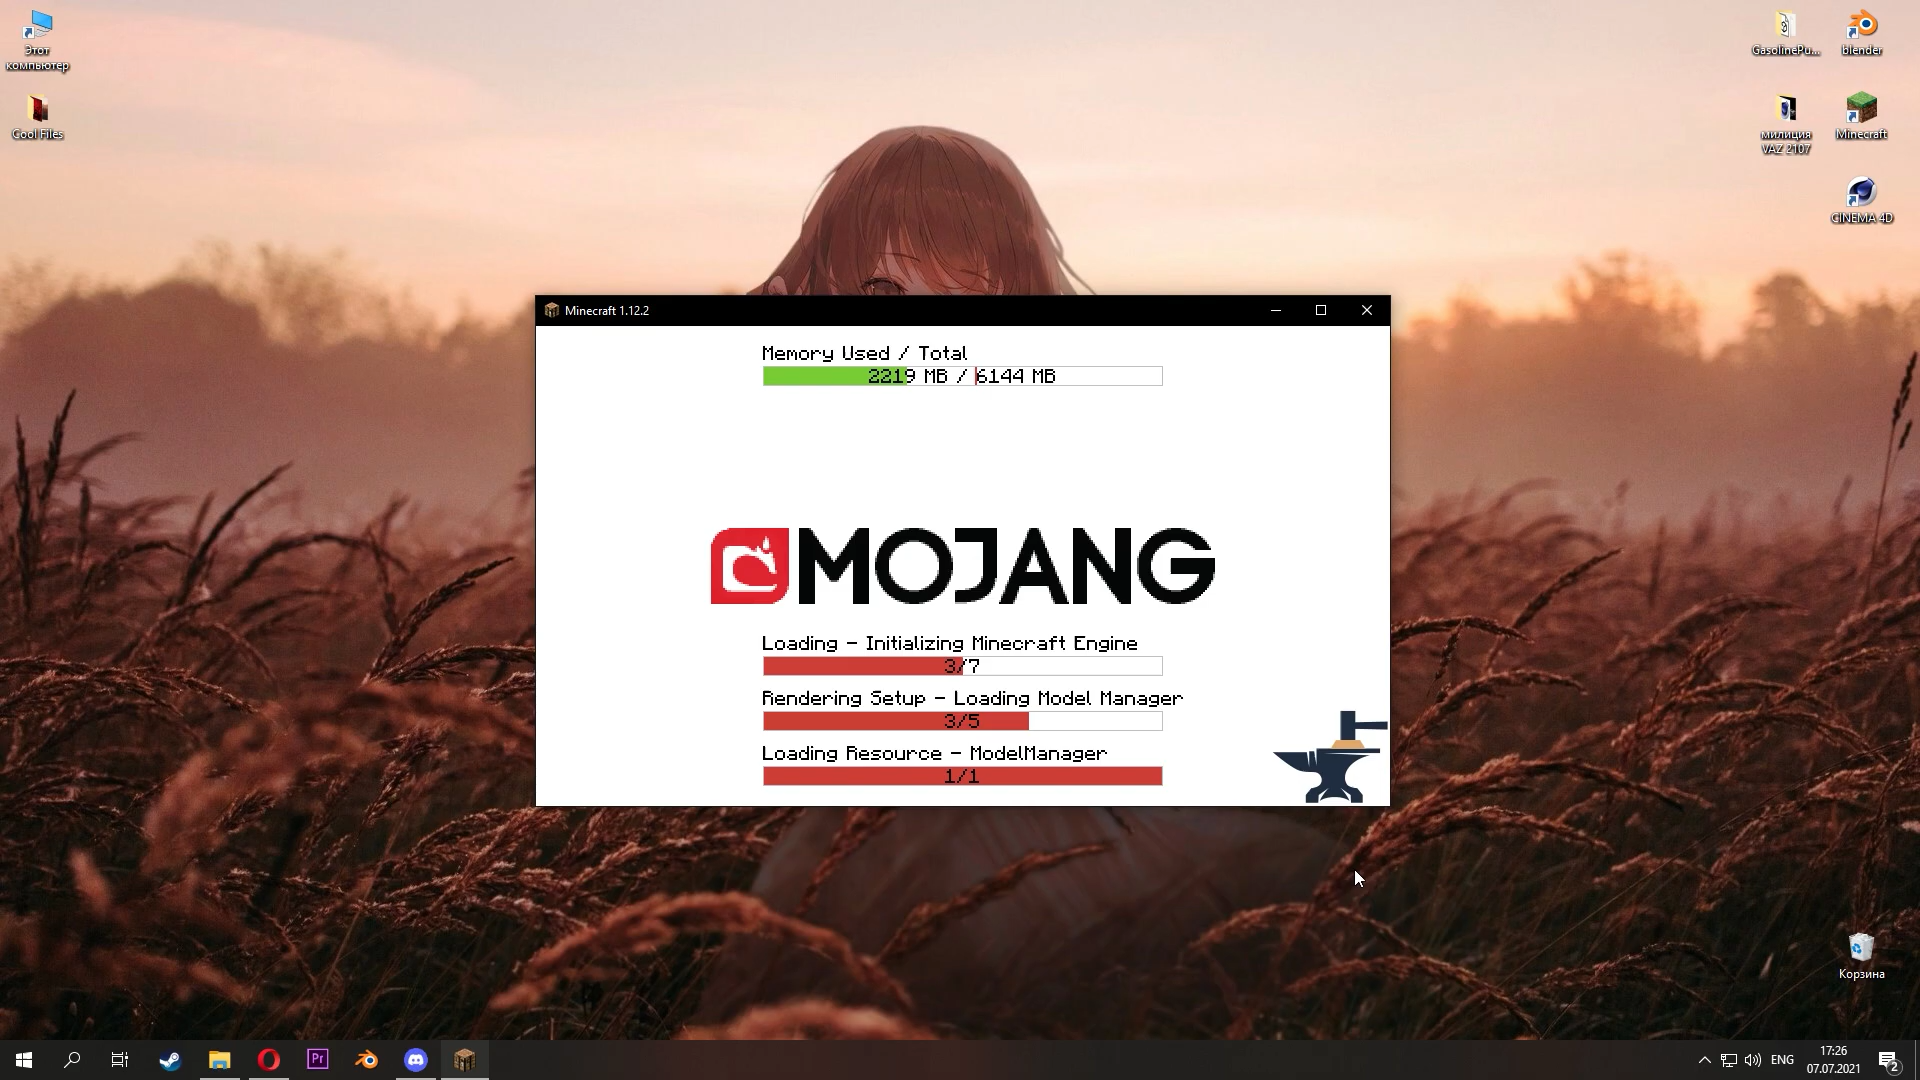 Этот
компьютер
Cool Files
GasolinePu...
blender
милиция
VAZ 2107
Minecraft
CINEMA 4D
Minecraft 1.12.2
Memory Used / Total
2219 MB / 6144 MB
MOJANG
Loading - Initializing Minecraft Engine
3/7
Rendering Setup - Loading Model Manager
3/5
Loading Resource - ModelManager
1/1
Корзина
Pr
ENG
17:26
07.07.2021
2